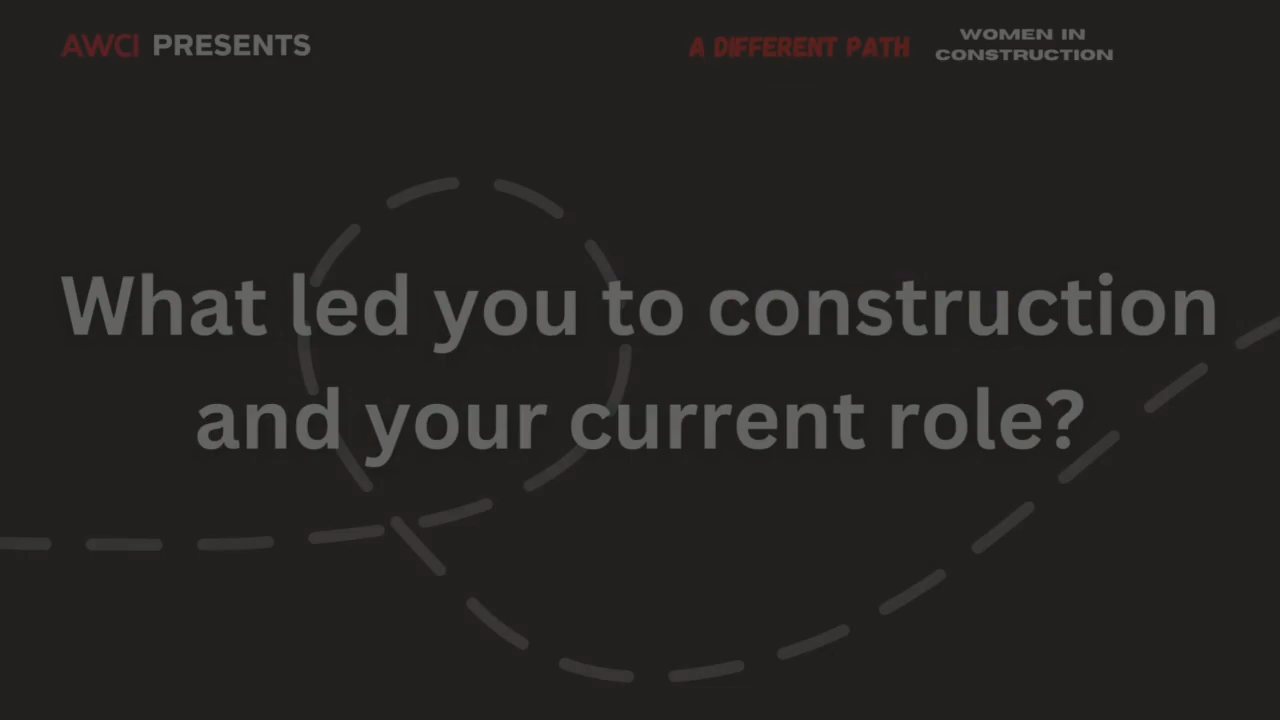 AWCI PRESENTS
A DIFFERENT PATH
WOMEN IN
CONSTRUCTION
What led you to construction
and your current role?